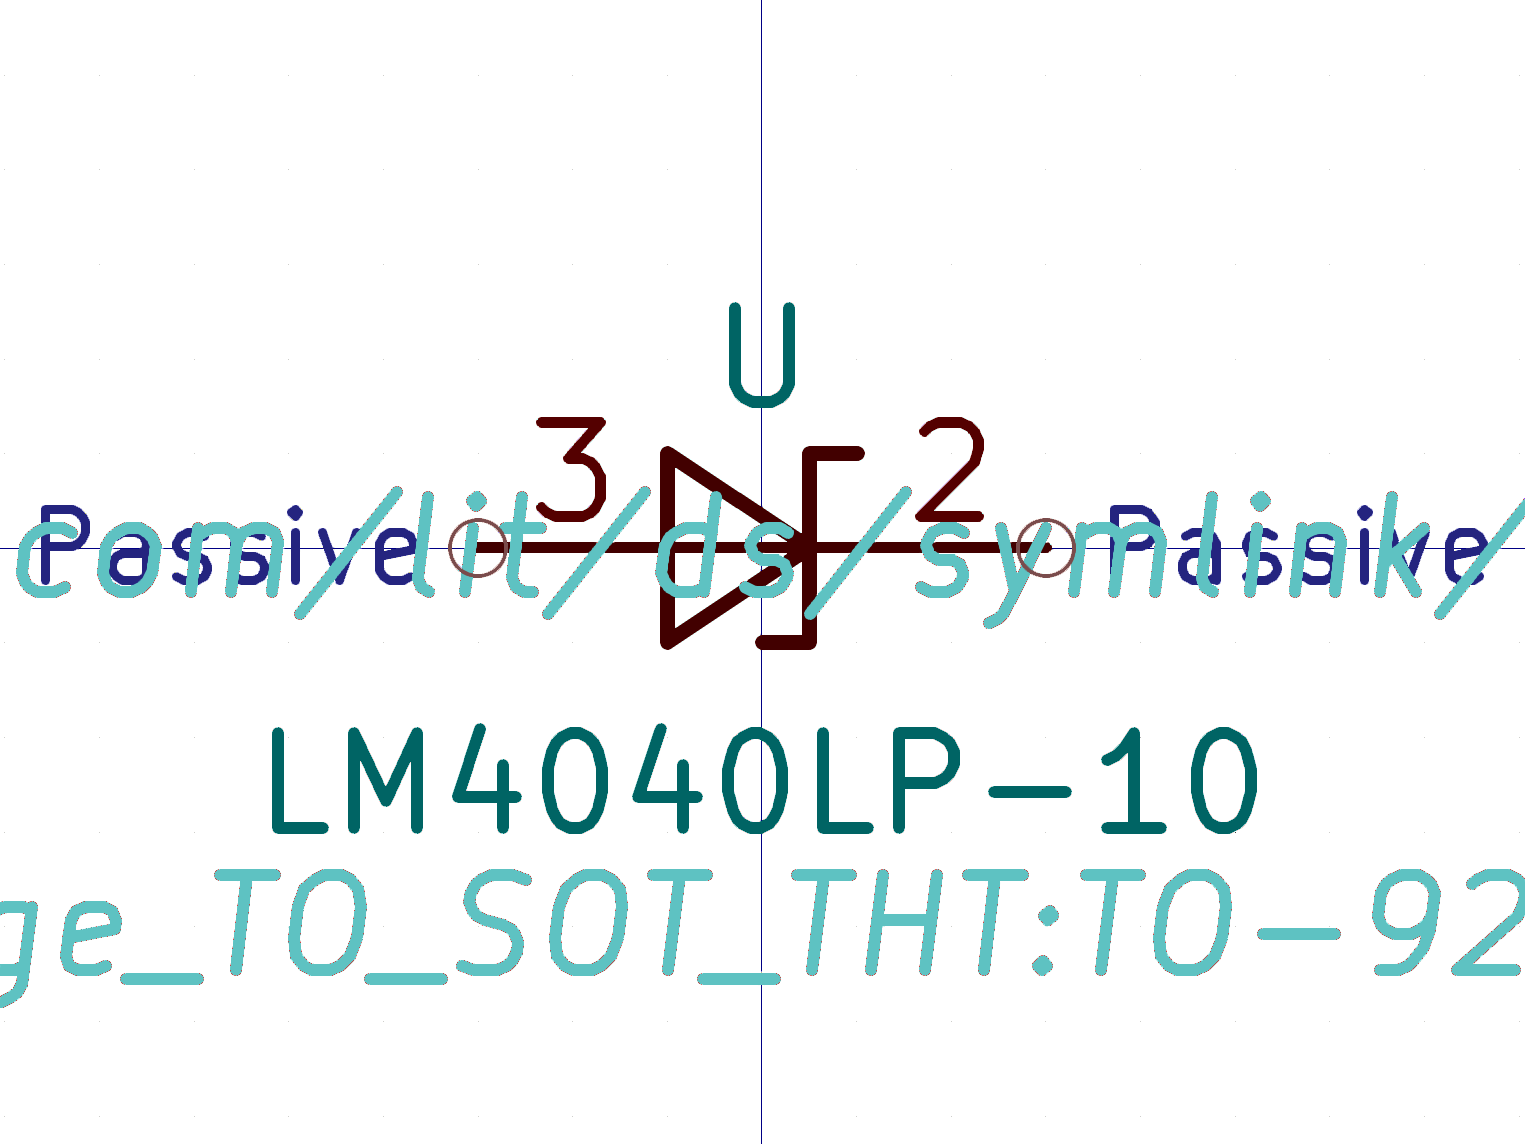 U
3 2
Passive Passive
com/lit/ds/symlink/
LM4040LP-10
ge_TO_SOT_THT:TO-92